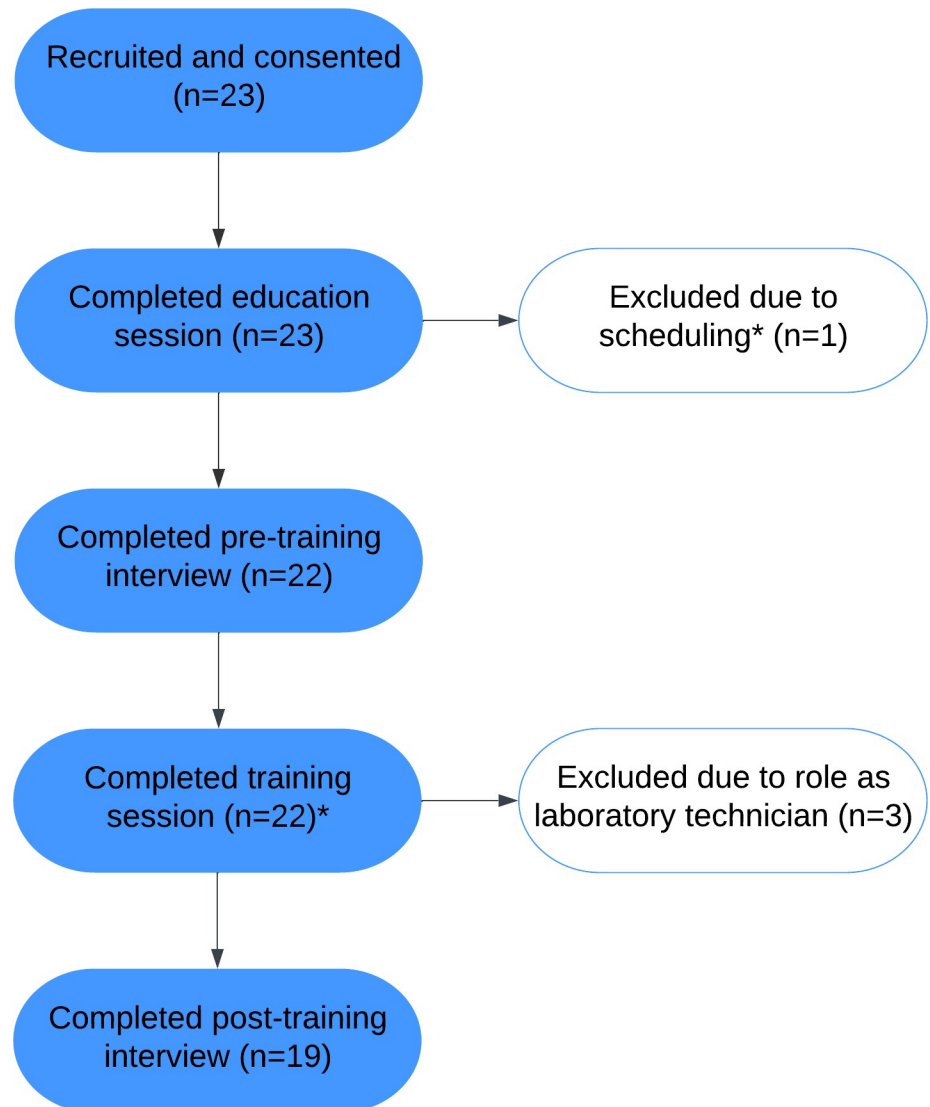 Recruited and consented
(n=23)
Completed education
session (n=23)
Excluded due to
scheduling* (n=1)
Completed pre-training
interview (n=22)
Completed training
session (n=22)*
Excluded due to role as
laboratory technician (n=3)
Completed post-training
interview (n=19)